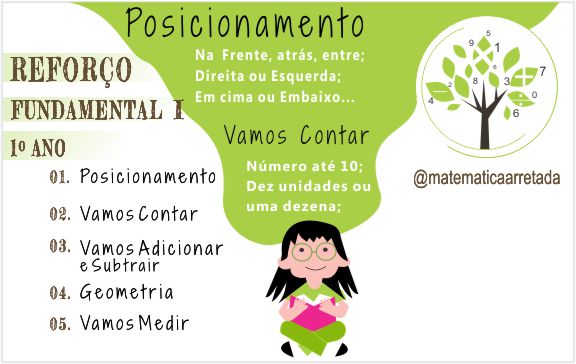 Posicionamento
Na Frente, atrás, entre;
Direita ou Esquerda;
Em cima ou Embaixo...
REFORÇO
FUNDAMENTAL I
1º ANO
01. Posicionamento
02. Vamos Contar
03. Vamos Adicionar
e Subtrair
04. Geometria
05. Vamos Medir
Vamos Contar
Número até 10;
Dez unidades ou
uma dezena;
@matematicaarretada